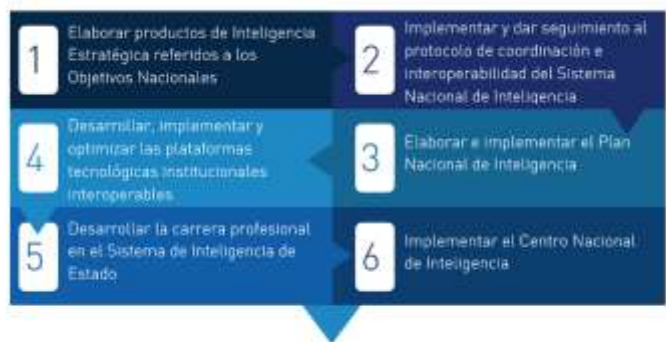 1
Elaborar productos de Inteligencia
Estratégica referidos a los
Objetivos Nacionales
2
Implementar y dar seguimiento al
protocolo de coordinación e
interoperabilidad del Sistema
Nacional de Inteligencia
3
Elaborar e implementar el Plan
Nacional de Inteligencia
4
Desarrollar, implementar y
optimizar las plataformas
tecnológicas institucionales
interoperables
5
Desarrollar la carrera profesional
en el Sistema de Inteligencia de
Estado
6
Implementar el Centro Nacional
de Inteligencia